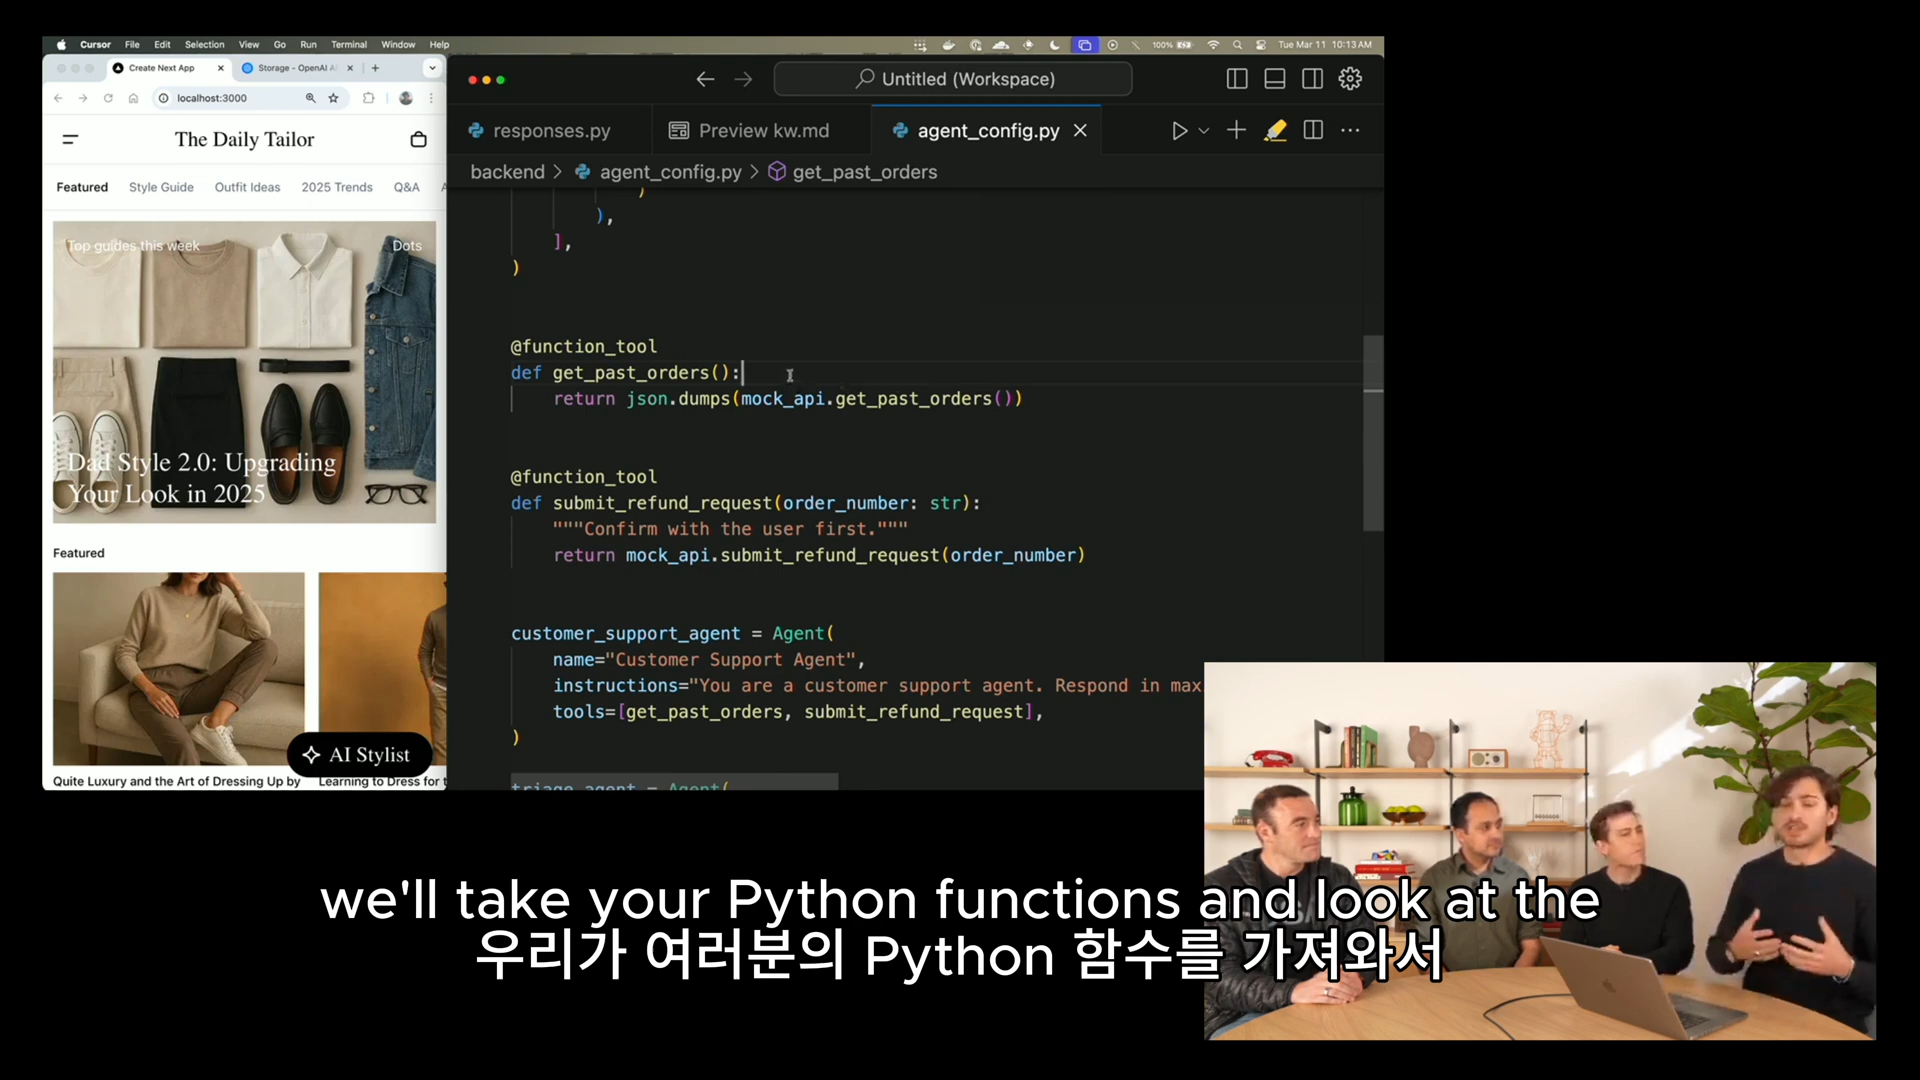 Cursor File Edit Selection View Go Run Terminal Window Help
100% Tue Mar 11 10:13 AM
Create Next App
Storage - OpenAI A
localhost:3000
The Daily Tailor
Featured Style Guide Outfit Ideas 2025 Trends Q&A A
Top guides this week Dots
Dad Style 2.0: Upgrading
Your Look in 2025
Featured
AI Stylist
Quite Luxury and the Art of Dressing Up by
Learning to Dress for t
Untitled (Workspace)
responses.py
Preview kw.md
agent_config.py
backend > agent_config.py > get_past_orders
)
),
],
)
@function_tool
def get_past_orders():
return json.dumps(mock_api.get_past_orders())
@function_tool
def submit_refund_request(order_number: str):
"""Confirm with the user first."""
return mock_api.submit_refund_request(order_number)
customer_support_agent = Agent(
name="Customer Support Agent",
instructions="You are a customer support agent. Respond in max
tools=[get_past_orders, submit_refund_request],
)
triage_agent = Agent(
we'll take your Python functions and look at the
우리가 여러분의 Python 함수를 가져와서